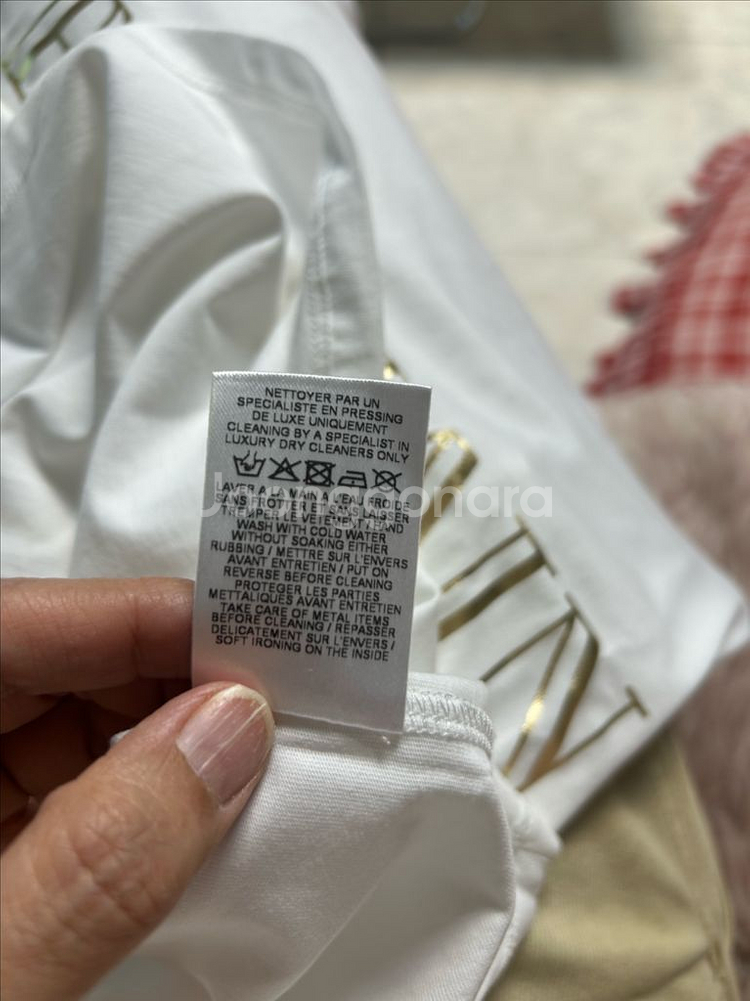 NETTOYER PAR UN
SPECIALISTE EN PRESSING
DE LUXE UNIQUEMENT
CLEANING BY A SPECIALIST IN
LUXURY DRY CLEANERS ONLY
LAVER A LA MAIN A L'EAU FROIDE
SANS FROTTER ET SANS LAISSER
TREMPER LE VETEMENT / HAND
WASH WITH COLD WATER
WITHOUT SOAKING EITHER
RUBBING / METTRE SUR L'ENVERS
AVANT ENTRETIEN / PUT ON
REVERSE BEFORE CLEANING
PROTEGER LES PARTIES
METALLIQUES AVANT ENTRETIEN
TAKE CARE OF METAL ITEMS
BEFORE CLEANING / REPASSER
DELICATEMENT SUR L'ENVERS /
SOFT IRONING ON THE INSIDE